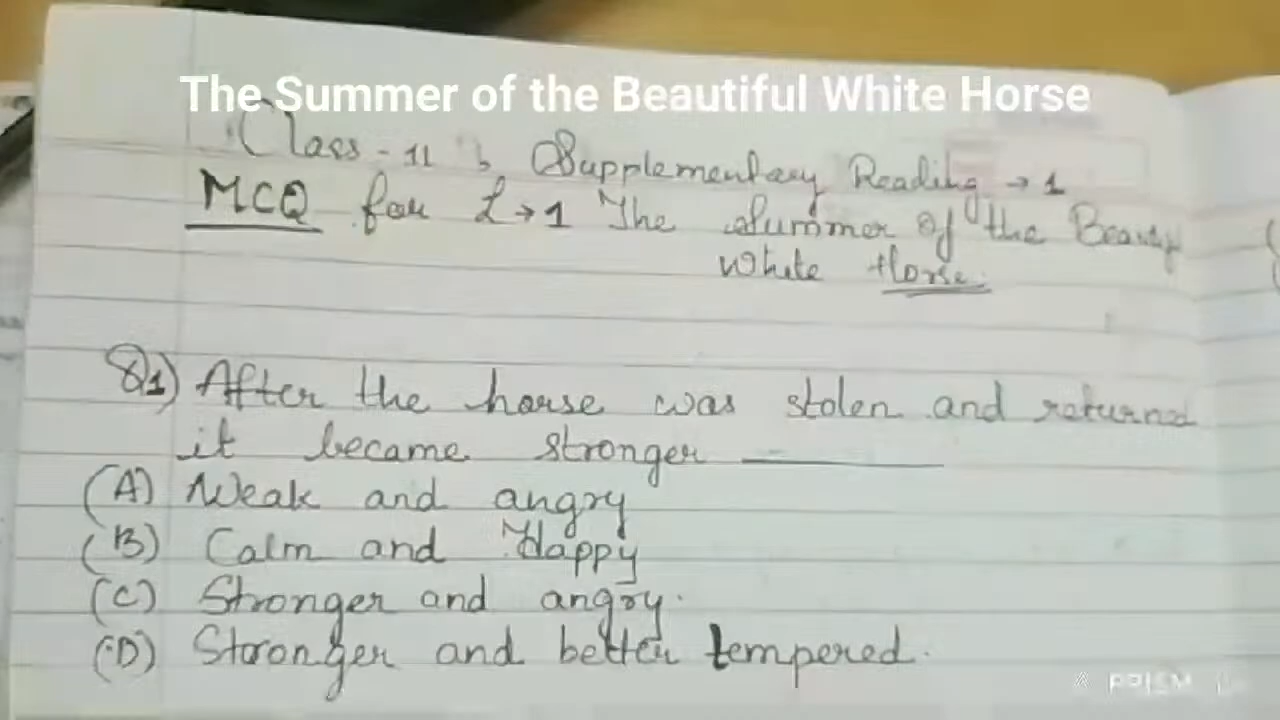 The Summer of the Beautiful White Horse
Class - 11, Supplementary Reading → 1
MCQ for L → 1 The Summer of the Beauty
White Horse.
Q1) After the horse was stolen and returned
it became stronger ________
(A) Weak and angry
(B) Calm and Happy
(C) Stronger and angry.
(D) Stronger and better tempered.
PRISM